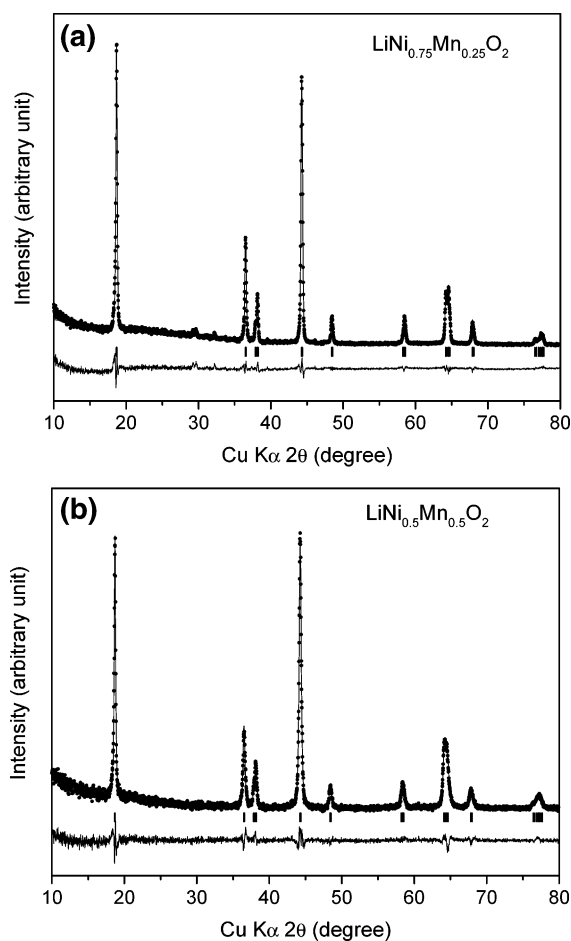 (a)
LiNi0.75Mn0.25O2
Intensity (arbitrary unit)
10 20 30 40 50 60 70 80
Cu Kα 2θ (degree)
(b)
LiNi0.5Mn0.5O2
Intensity (arbitrary unit)
10 20 30 40 50 60 70 80
Cu Kα 2θ (degree)